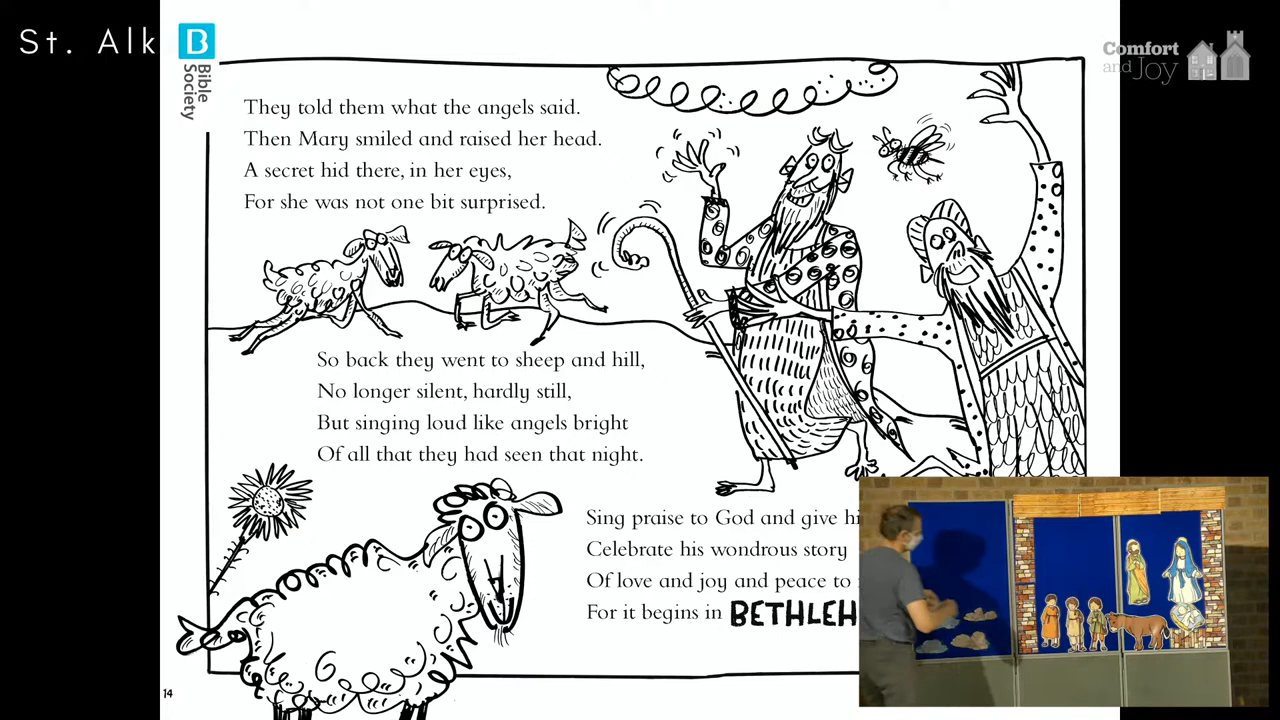 St. Alk
B
Bible
Society
Comfort
and Joy
They told them what the angels said.
Then Mary smiled and raised her head.
A secret hid there, in her eyes,
For she was not one bit surprised.
So back they went to sheep and hill,
No longer silent, hardly still,
But singing loud like angels bright
Of all that they had seen that night.
Sing praise to God and give hi
Celebrate his wondrous story
Of love and joy and peace to
For it begins in BETHLEH
14